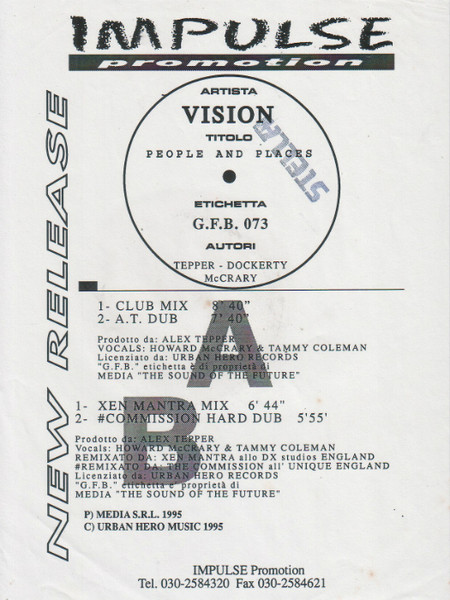 IMPULSE
promotion
NEW RELEASE
ARTISTA
VISION
TITOLO
PEOPLE AND PLACES
STELLA
ETICHETTA
G.F.B. 073
AUTORI
TEPPER - DOCKERTY
McCRARY
A
1- CLUB MIX 8' 40"
2- A.T. DUB 7' 40"
Prodotto da: ALEX TEPPER
VOCALS: HOWARD McCRARY & TAMMY COLEMAN
Licenziato da: URBAN HERO RECORDS
"G.F.B." etichetta è di proprietà di
MEDIA "THE SOUND OF THE FUTURE"
B
1- XEN MANTRA MIX 6' 44"
2- #COMMISSION HARD DUB 5'55'
Prodotto da: ALEX TEPPER
Vocals: HOWARD McCRARY & TAMMY COLEMAN
REMIXATO DA: XEN MANTRA allo DX studios ENGLAND
#REMIXATO DA: THE COMMISSION all' UNIQUE ENGLAND
Licenziato da: URBAN HERO RECORDS
"G.F.B." etichetta è proprietà di
MEDIA "THE SOUND OF THE FUTURE"
P) MEDIA S.R.L. 1995
C) URBAN HERO MUSIC 1995
IMPULSE Promotion
Tel. 030-2584320 Fax 030-2584621